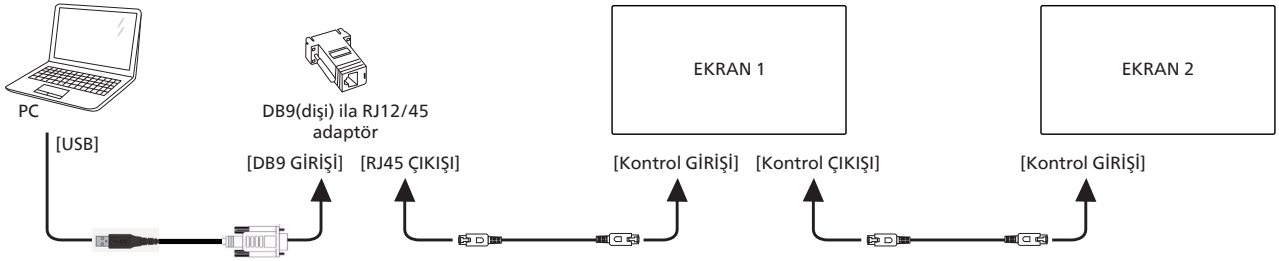 EKRAN 1
EKRAN 2
PC
DB9(dişi) ila RJ12/45
adaptör
[USB]
[DB9 GİRİŞİ]
[RJ45 ÇIKIŞI]
[Kontrol GİRİŞİ]
[Kontrol ÇIKIŞI]
[Kontrol GİRİŞİ]